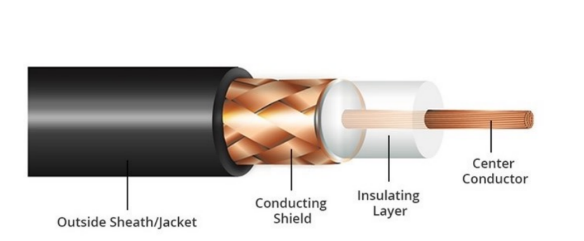 Outside Sheath/Jacket
Conducting
Shield
Insulating
Layer
Center
Conductor